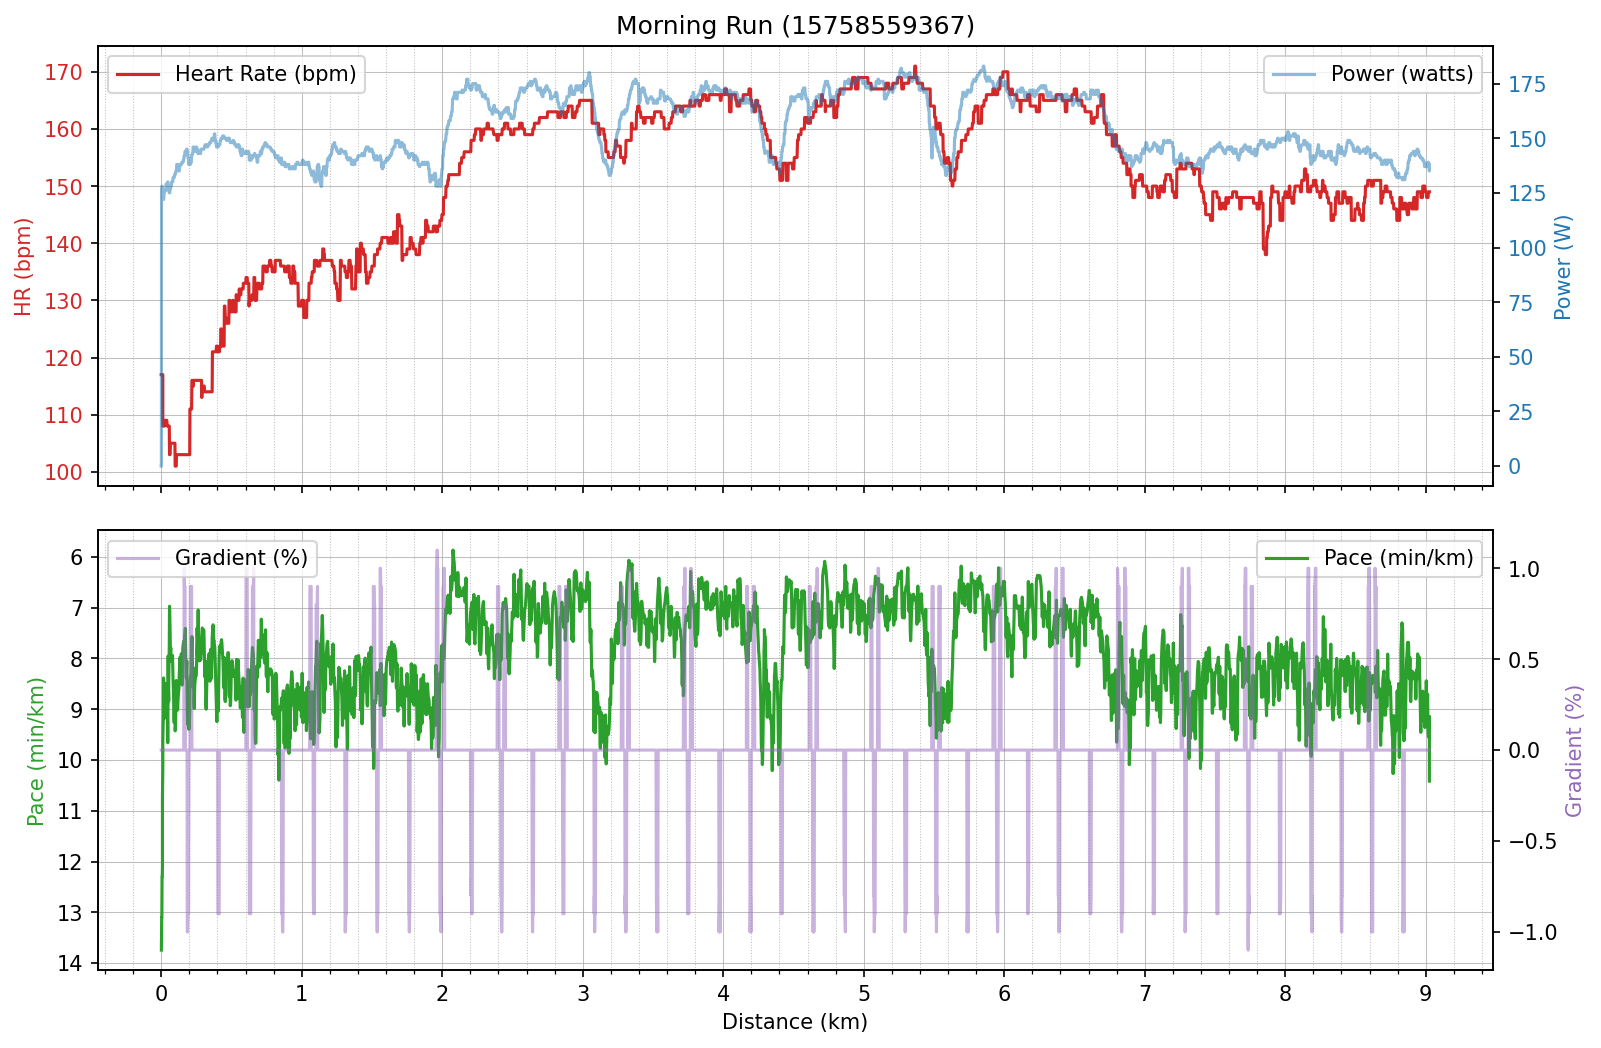 Morning Run (15758559367)
Heart Rate (bpm)
Power (watts)
170
160
150
140
130
120
110
100
HR (bpm)
175
150
125
100
75
50
25
0
Power (W)
Gradient (%)
Pace (min/km)
6
7
8
9
10
11
12
13
14
Pace (min/km)
1.0
0.5
0.0
−0.5
−1.0
Gradient (%)
0 1 2 3 4 5 6 7 8 9
Distance (km)